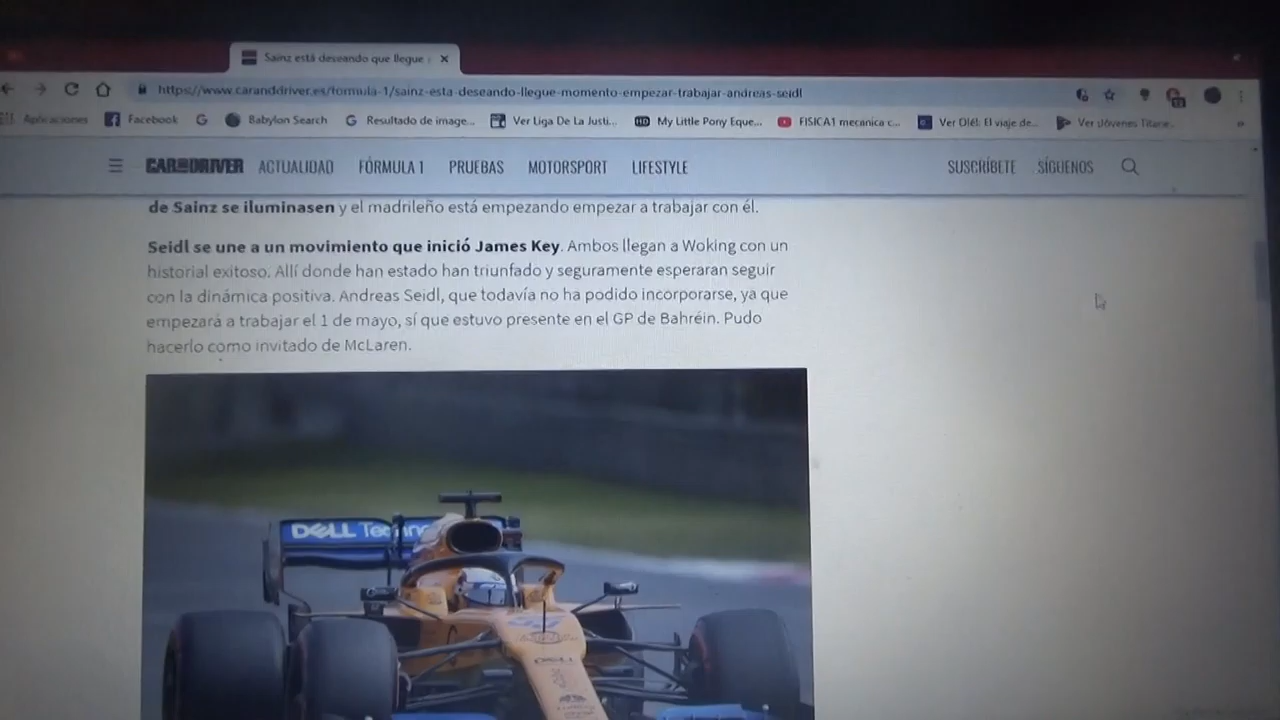 Sainz está deseando que llegue
https://www.caranddriver.es/formula-1/sainz-esta-deseando-llegue-momento-empezar-trabajar-andreas-seidl
Aplicaciones Facebook Babylon Search Resultado de image... Ver Liga De La Justi... My Little Pony Eque... FISICA1 mecanica c... Ver Olé!: El viaje de... Ver Jóvenes Titane...
CAR AND DRIVER ACTUALIDAD FÓRMULA 1 PRUEBAS MOTORSPORT LIFESTYLE SUSCRÍBETE SÍGUENOS
de Sainz se iluminasen y el madrileño está empezando empezar a trabajar con él.
Seidl se une a un movimiento que inició James Key. Ambos llegan a Woking con un
historial exitoso. Allí donde han estado han triunfado y seguramente esperaran seguir
con la dinámica positiva. Andreas Seidl, que todavía no ha podido incorporarse, ya que
empezará a trabajar el 1 de mayo, sí que estuvo presente en el GP de Bahréin. Pudo
hacerlo como invitado de McLaren.
DELL
DELL